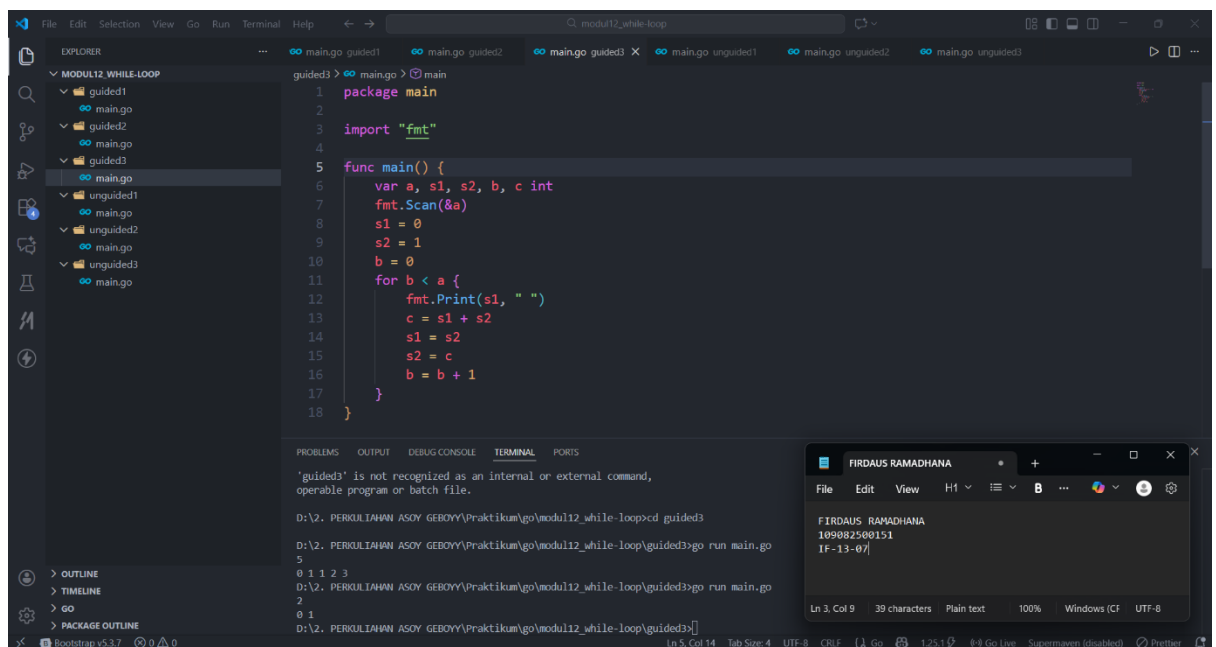 File Edit Selection View Go Run Terminal Help
modul12_while-loop
EXPLORER
MODUL12_WHILE-LOOP
guided1
main.go
guided2
main.go
guided3
main.go
unguided1
main.go
unguided2
main.go
unguided3
main.go
OUTLINE
TIMELINE
GO
PACKAGE OUTLINE
main.go guided1 main.go guided2 main.go guided3 main.go unguided1 main.go unguided2 main.go unguided3
guided3 > main.go > main
1 package main
2
3 import "fmt"
4
5 func main() {
6 var a, s1, s2, b, c int
7 fmt.Scan(&a)
8 s1 = 0
9 s2 = 1
10 b = 0
11 for b < a {
12 fmt.Print(s1, " ")
13 c = s1 + s2
14 s1 = s2
15 s2 = c
16 b = b + 1
17 }
18 }
PROBLEMS OUTPUT DEBUG CONSOLE TERMINAL PORTS
'guided3' is not recognized as an internal or external command,
operable program or batch file.
D:\2. PERKULIAHAN ASOY GEBOYY\Praktikum\go\modul12_while-loop>cd guided3
D:\2. PERKULIAHAN ASOY GEBOYY\Praktikum\go\modul12_while-loop\guided3>go run main.go
5
0 1 1 2 3
D:\2. PERKULIAHAN ASOY GEBOYY\Praktikum\go\modul12_while-loop\guided3>go run main.go
2
0 1
D:\2. PERKULIAHAN ASOY GEBOYY\Praktikum\go\modul12_while-loop\guided3>
FIRDAUS RAMADHANA
File Edit View H1 B
FIRDAUS RAMADHANA
109082500151
IF-13-07
Ln 3, Col 9 39 characters Plain text 100% Windows (CF UTF-8
Bootstrap v5.3.7 0 0 Ln 5, Col 14 Tab Size: 4 UTF-8 CRLF {} Go 1.25.1 Go Live Supermaven (disabled) Prettier